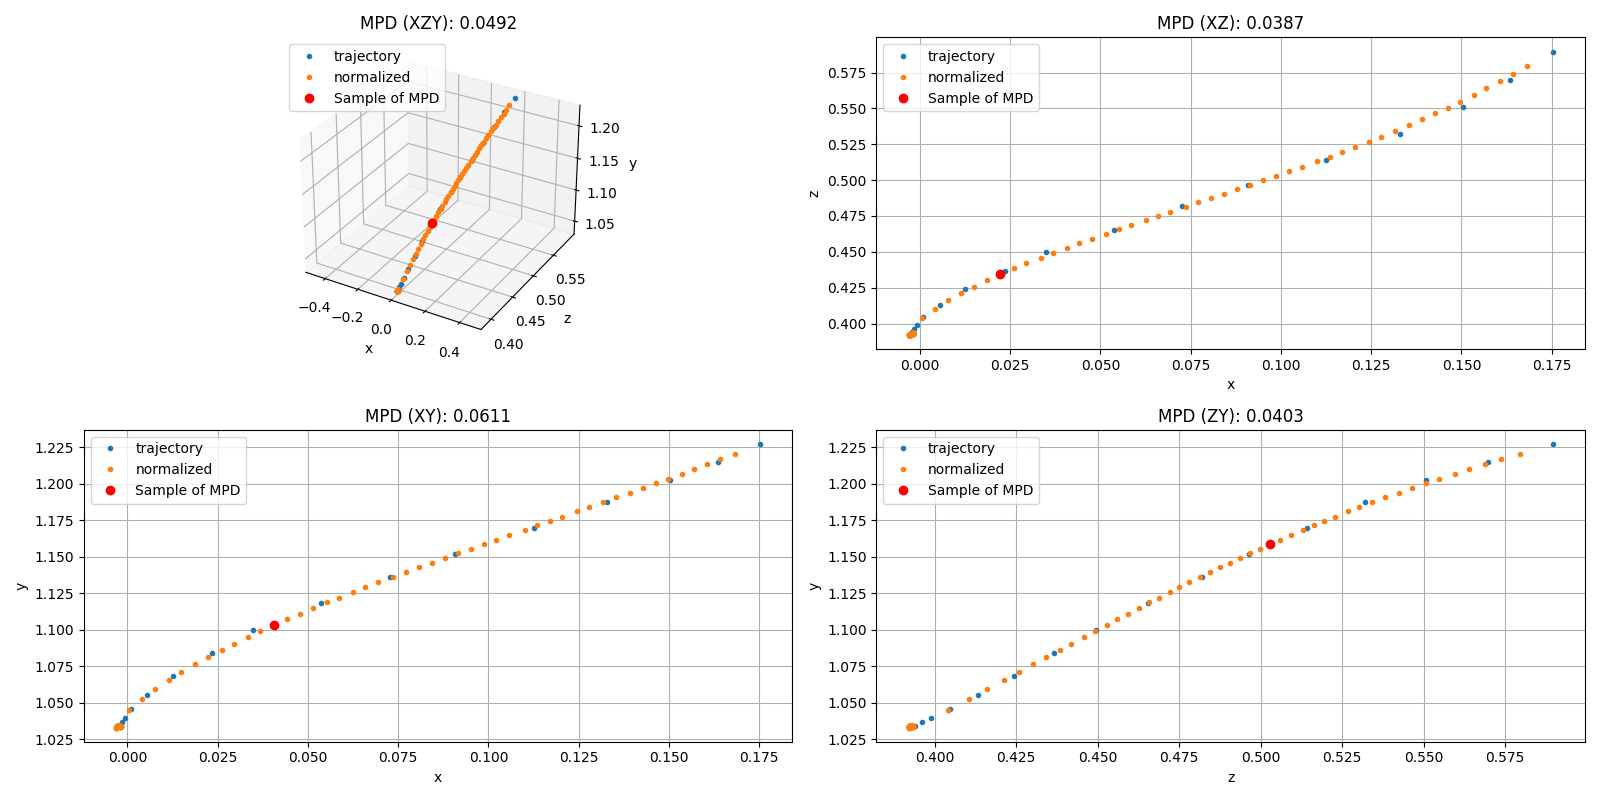 MPD (XZY): 0.0492
trajectory
normalized
Sample of MPD
1.20
1.15
1.10
1.05
y
0.55
0.50
0.45
0.40
z
−0.4
−0.2
0.0
0.2
0.4
x
MPD (XZ): 0.0387
trajectory
normalized
Sample of MPD
0.575
0.550
0.525
0.500
0.475
0.450
0.425
0.400
z
0.000 0.025 0.050 0.075 0.100 0.125 0.150 0.175
x
MPD (XY): 0.0611
trajectory
normalized
Sample of MPD
1.225
1.200
1.175
1.150
1.125
1.100
1.075
1.050
1.025
y
0.000 0.025 0.050 0.075 0.100 0.125 0.150 0.175
x
MPD (ZY): 0.0403
trajectory
normalized
Sample of MPD
1.225
1.200
1.175
1.150
1.125
1.100
1.075
1.050
1.025
y
0.400 0.425 0.450 0.475 0.500 0.525 0.550 0.575
z